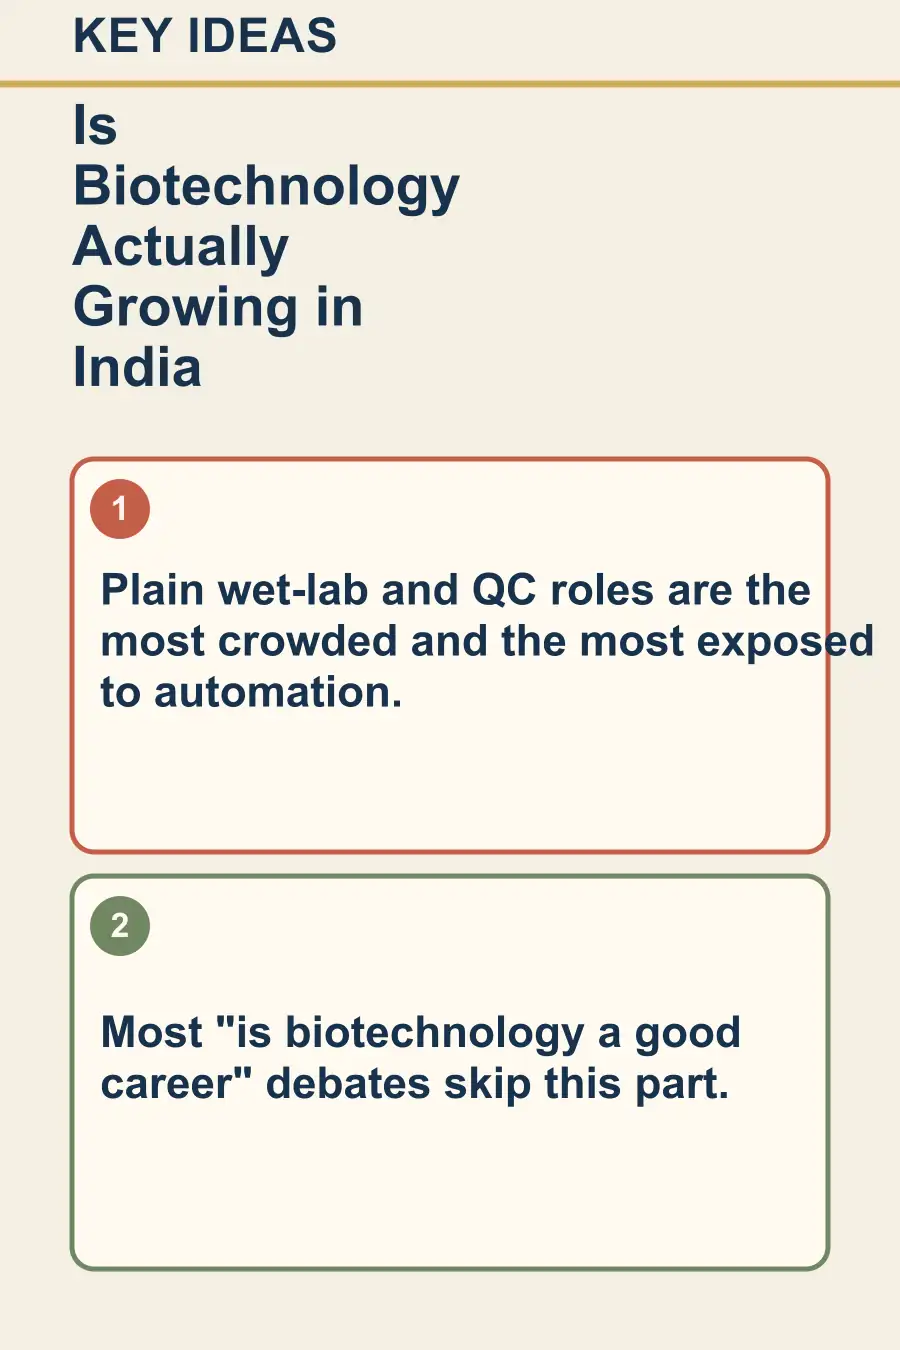 KEY IDEAS
Is
Biotechnology
Actually
Growing in
India
1
Plain wet-lab and QC roles are the
most crowded and the most exposed
to automation.
2
Most "is biotechnology a good
career" debates skip this part.